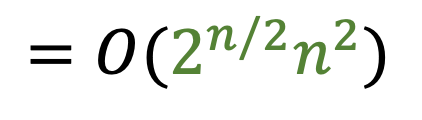 = O(2^{n/2}n^2)